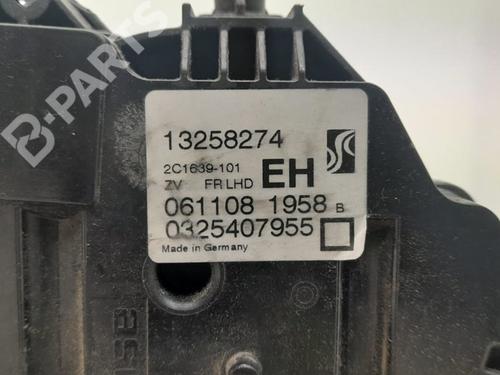 B-PARTS
13258274
2C1639-101
ZV FR LHD EH
061108 1958 B
0325407955
Made in Germany